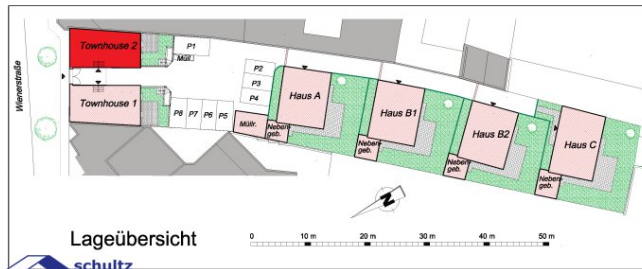 Townhouse 2
P1
Müll.
Wienerstraße
P2
P3
P4
Haus A
Haus B1
Haus B2
Haus C
Townhouse 1
P8 P7 P6 P5
Müllr.
Neben
geb.
Neben
geb.
Neben
geb.
Neben
geb.
N
Lageübersicht
0 10 m 20 m 30 m 40 m 50 m
schultz